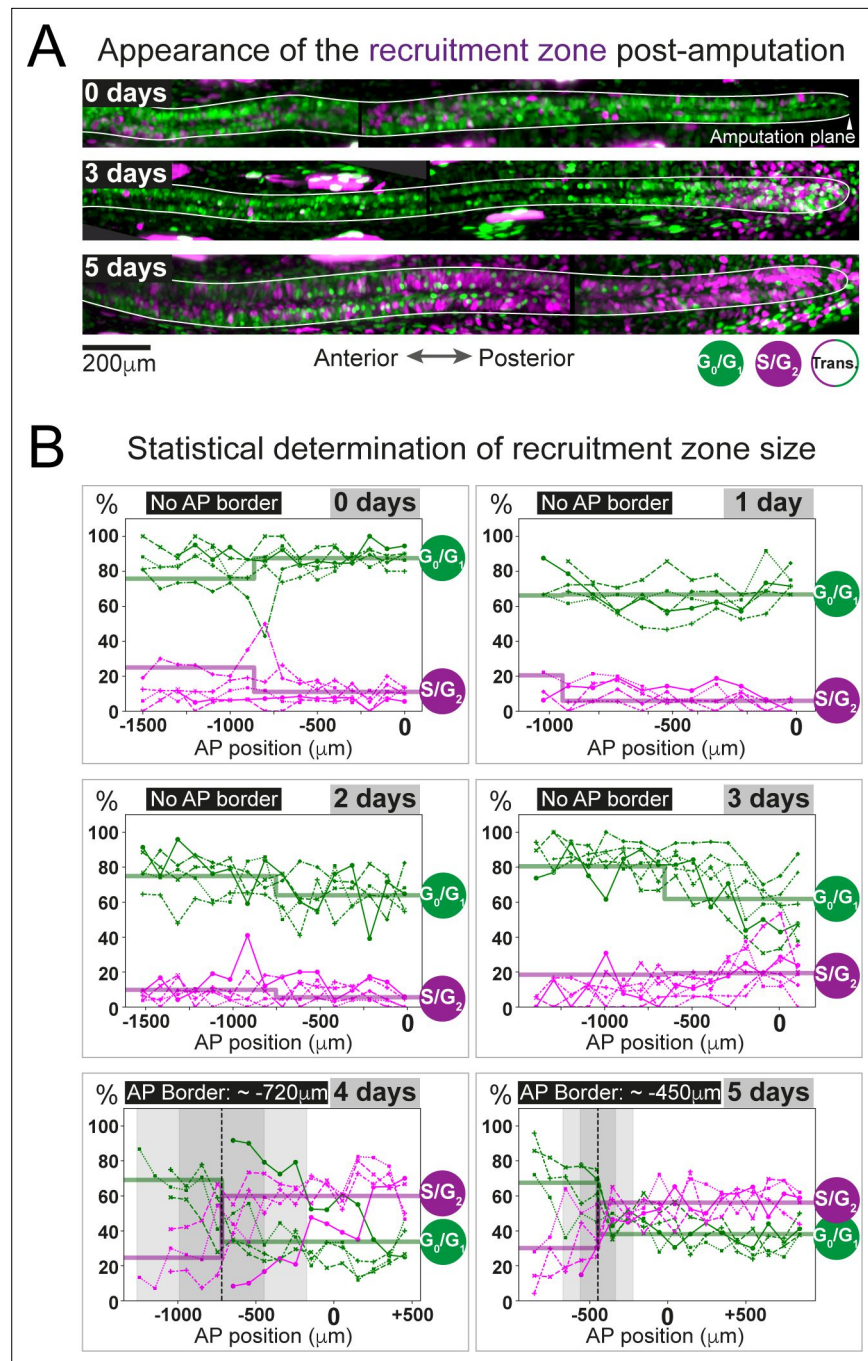 A Appearance of the recruitment zone post-amputation
0 days
Amputation plane
3 days
5 days
200μm
Anterior Posterior
G₀/G₁ S/G₂ Trans.
B Statistical determination of recruitment zone size
% No AP border 0 days
100
80
60
40
20
0
G₀/G₁
S/G₂
-1500 -1000 -500 0
AP position (μm)
% No AP border 1 day
100
80
60
40
20
0
G₀/G₁
S/G₂
-1000 -500 0
AP position (μm)
% No AP border 2 days
100
80
60
40
20
0
G₀/G₁
S/G₂
-1500 -1000 -500 0
AP position (μm)
% No AP border 3 days
100
80
60
40
20
0
G₀/G₁
S/G₂
-1000 -500 0
AP position (μm)
% AP Border: ~ -720μm 4 days
100
80
60
40
20
0
S/G₂
G₀/G₁
-1000 -500 0 +500
AP position (μm)
% AP Border: ~ -450μm 5 days
100
80
60
40
20
0
S/G₂
G₀/G₁
-500 0 +500
AP position (μm)